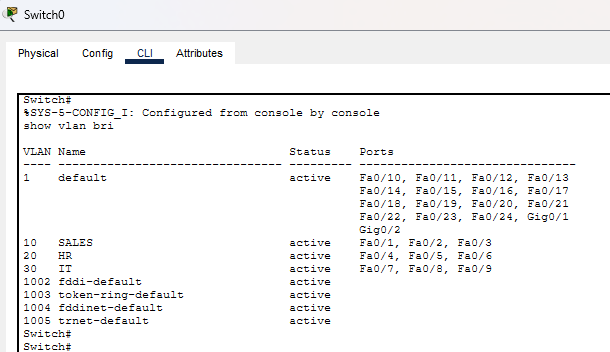 Switch0
Physical Config CLI Attributes
Switch#
%SYS-5-CONFIG_I: Configured from console by console
show vlan bri
VLAN Name                             Status    Ports
---- -------------------------------- --------- -------------------------------
1    default                          active    Fa0/10, Fa0/11, Fa0/12, Fa0/13
                                                Fa0/14, Fa0/15, Fa0/16, Fa0/17
                                                Fa0/18, Fa0/19, Fa0/20, Fa0/21
                                                Fa0/22, Fa0/23, Fa0/24, Gig0/1
                                                Gig0/2
10   SALES                            active    Fa0/1, Fa0/2, Fa0/3
20   HR                               active    Fa0/4, Fa0/5, Fa0/6
30   IT                               active    Fa0/7, Fa0/8, Fa0/9
1002 fddi-default                     active
1003 token-ring-default               active
1004 fddinet-default                  active
1005 trnet-default                    active
Switch#
Switch#